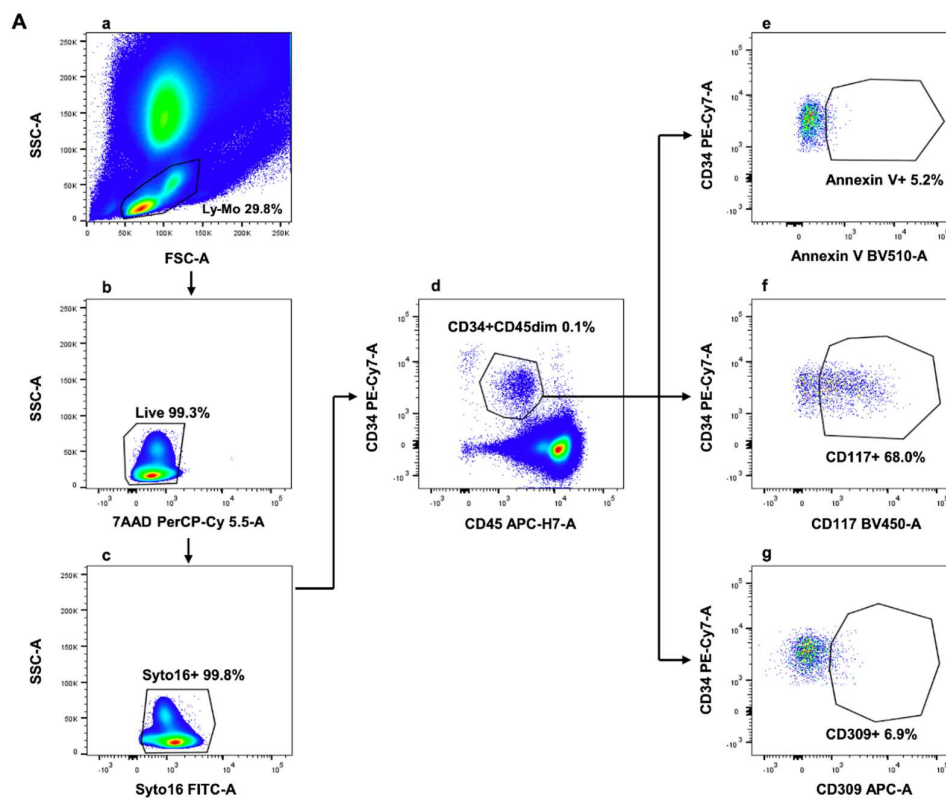 A
a
250K
200K
150K
100K
50K
0
0
50K
100K
150K
200K
250K
SSC-A
FSC-A
Ly-Mo 29.8%
b
250K
200K
150K
100K
50K
0
-10³
0
10³
10⁴
10⁵
SSC-A
Live 99.3%
7AAD PerCP-Cy 5.5-A
c
250K
200K
150K
100K
50K
0
-10³
0
10³
10⁴
10⁵
SSC-A
Syto16+ 99.8%
Syto16 FITC-A
d
10⁵
10⁴
10³
0
-10³
-10³
0
10³
10⁴
10⁵
CD34 PE-Cy7-A
CD34+CD45dim 0.1%
CD45 APC-H7-A
e
10⁵
10⁴
10³
0
-10³
0
10³
10⁴
10⁵
CD34 PE-Cy7-A
Annexin V+ 5.2%
Annexin V BV510-A
f
10⁵
10⁴
10³
0
-10³
0
10³
10⁴
10⁵
CD34 PE-Cy7-A
CD117+ 68.0%
CD117 BV450-A
g
10⁵
10⁴
10³
0
-10³
-10³
0
10³
10⁴
10⁵
CD34 PE-Cy7-A
CD309+ 6.9%
CD309 APC-A